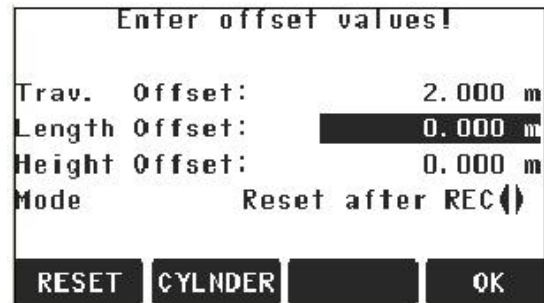 Enter offset values!
Trav. Offset: 2.000 m
Length Offset: 0.000 m
Height Offset: 0.000 m
Mode Reset after REC
RESET CYLNDER OK